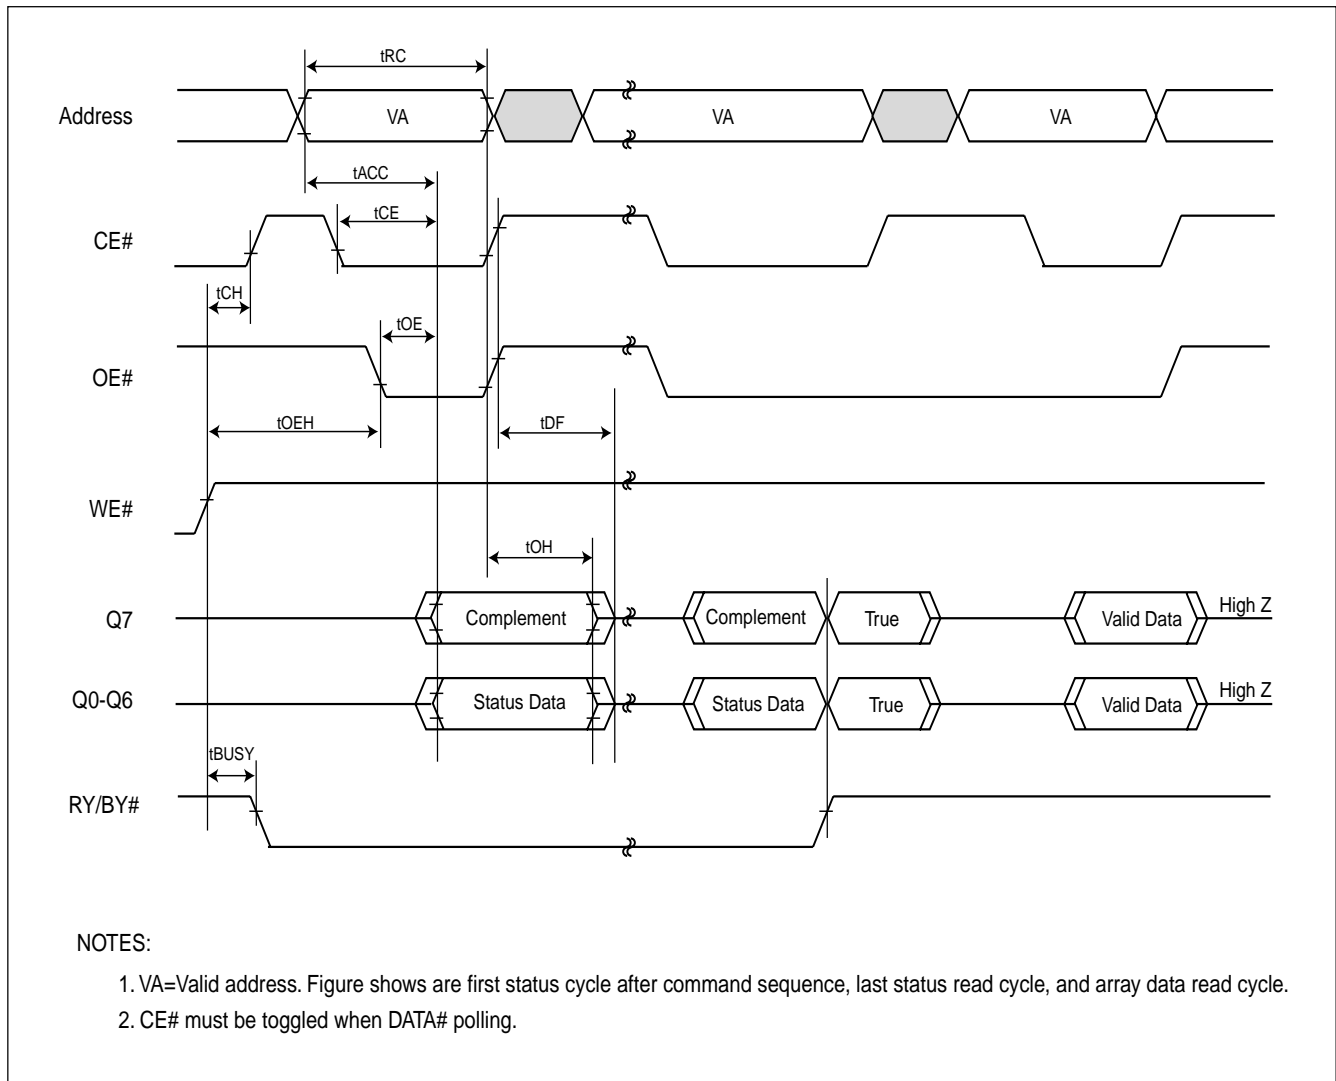 tRC
Address VA VA VA
tACC
tCE
CE#
tCH
tOE
OE#
tOEH tDF
WE#
tOH
Q7 Complement Complement True Valid Data High Z
Q0-Q6 Status Data Status Data True Valid Data High Z
tBUSY
RY/BY#
NOTES:
1. VA=Valid address. Figure shows are first status cycle after command sequence, last status read cycle, and array data read cycle.
2. CE# must be toggled when DATA# polling.